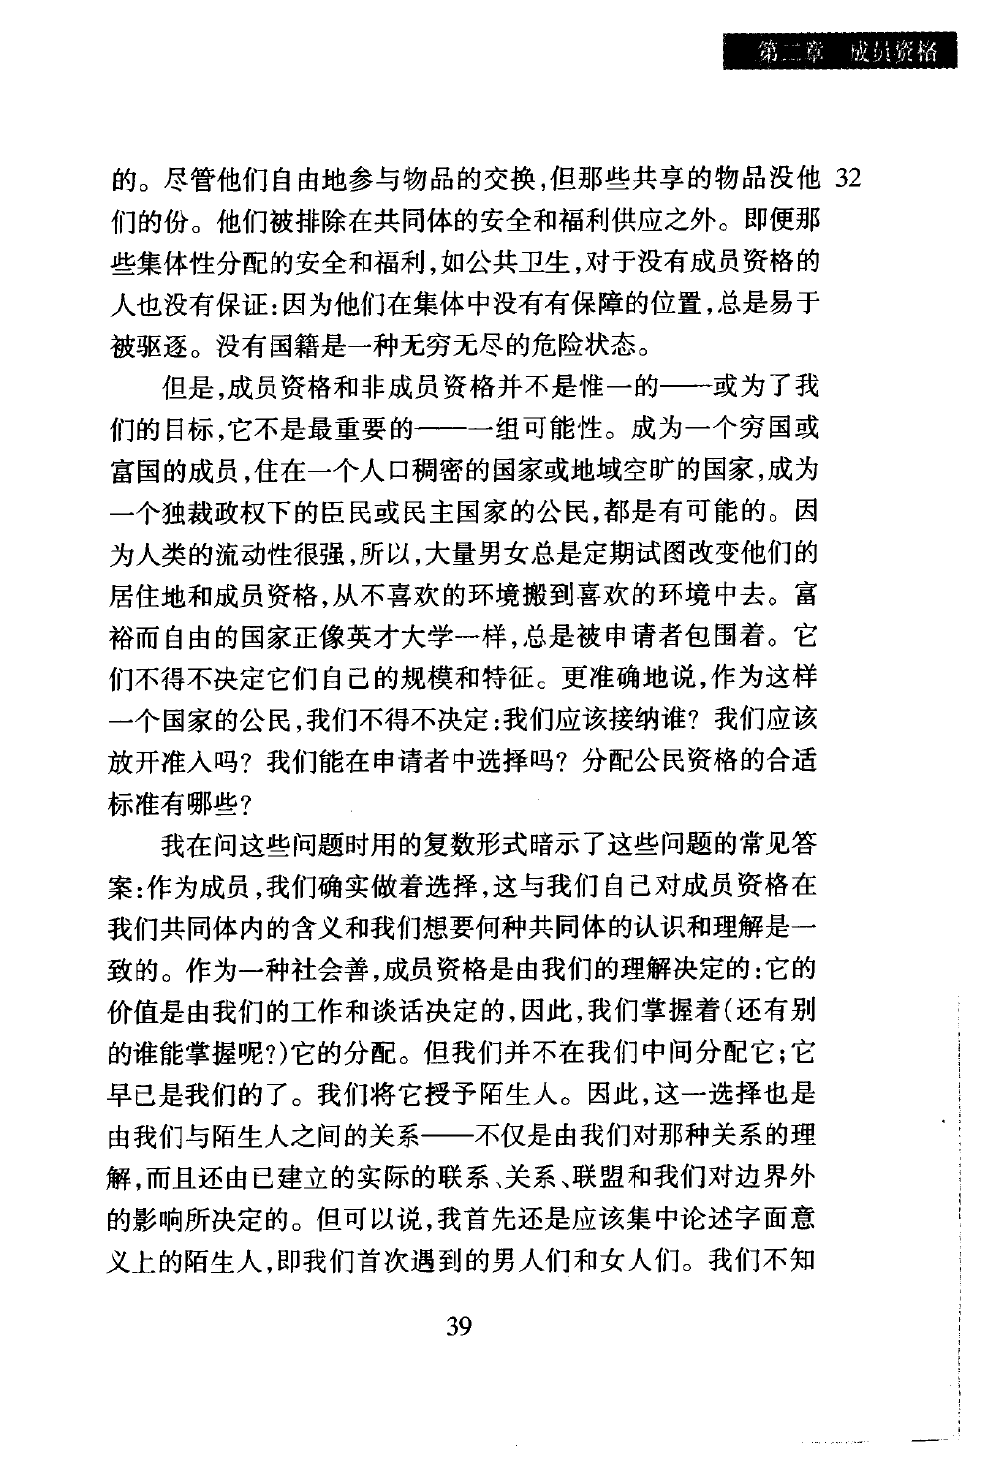 第二章 成员资格
的。尽管他们自由地参与物品的交换,但那些共享的物品没他 32
们的份。他们被排除在共同体的安全和福利供应之外。即便那
些集体性分配的安全和福利,如公共卫生,对于没有成员资格的
人也没有保证:因为他们在集体中没有有保障的位置,总是易于
被驱逐。没有国籍是一种无穷无尽的危险状态。
但是,成员资格和非成员资格并不是惟一的——或为了我
们的目标,它不是最重要的——一组可能性。成为一个穷国或
富国的成员,住在一个人口稠密的国家或地域空旷的国家,成为
一个独裁政权下的臣民或民主国家的公民,都是有可能的。因
为人类的流动性很强,所以,大量男女总是定期试图改变他们的
居住地和成员资格,从不喜欢的环境搬到喜欢的环境中去。富
裕而自由的国家正像英才大学一样,总是被申请者包围着。它
们不得不决定它们自己的规模和特征。更准确地说,作为这样
一个国家的公民,我们不得不决定:我们应该接纳谁?我们应该
放开准入吗?我们能在申请者中选择吗?分配公民资格的合适
标准有哪些?
我在问这些问题时用的复数形式暗示了这些问题的常见答
案:作为成员,我们确实做着选择,这与我们自己对成员资格在
我们共同体内的含义和我们想要何种共同体的认识和理解是一
致的。作为一种社会善,成员资格是由我们的理解决定的:它的
价值是由我们的工作和谈话决定的,因此,我们掌握着(还有别
的谁能掌握呢?)它的分配。但我们并不在我们中间分配它;它
早已是我们的了。我们将它授予陌生人。因此,这一选择也是
由我们与陌生人之间的关系——不仅是由我们对那种关系的理
解,而且还由已建立的实际的联系、关系、联盟和我们对边界外
的影响所决定的。但可以说,我首先还是应该集中论述字面意
义上的陌生人,即我们首次遇到的男人们和女人们。我们不知
39